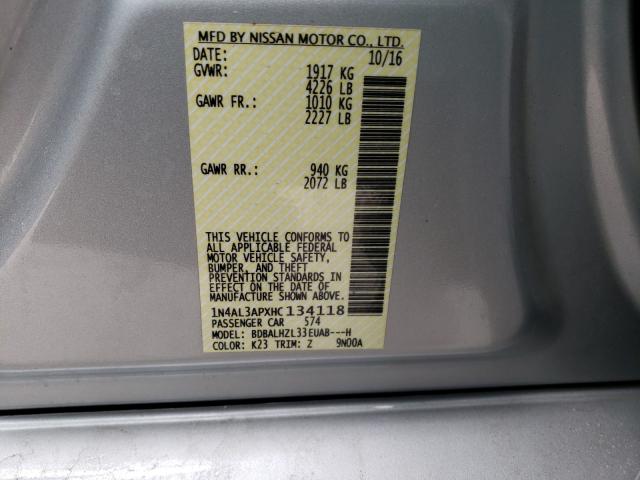 MFD BY NISSAN MOTOR CO., LTD.
DATE: 10/16
GVWR: 1917 KG
4226 LB
GAWR FR.: 1010 KG
2227 LB
GAWR RR.: 940 KG
2072 LB
THIS VEHICLE CONFORMS TO
ALL APPLICABLE FEDERAL
MOTOR VEHICLE SAFETY,
BUMPER, AND THEFT
PREVENTION STANDARDS IN
EFFECT ON THE DATE OF
MANUFACTURE SHOWN ABOVE.
1N4AL3APXHC134118
PASSENGER CAR 574
MODEL: BDBALHZL33EUAB---H
COLOR: K23 TRIM: Z 9N00A